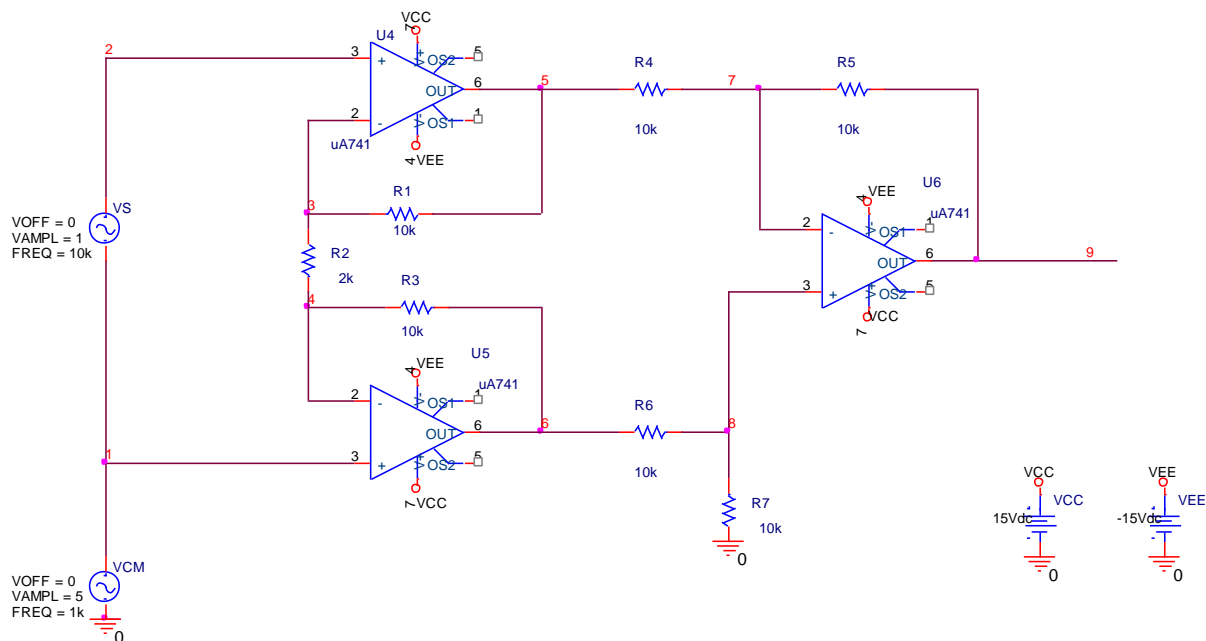 VCC
7
U4
2
3
+
V+
OS2
5
OUT
6
5
R4
10k
7
R5
10k
2
-
V-
OS1
1
uA741
4
VEE
VS
VOFF = 0
VAMPL = 1
FREQ = 10k
3
R1
10k
R2
2k
4
R3
10k
U6
uA741
4
VEE
2
-
V-
OS1
1
OUT
6
9
3
+
V+
OS2
5
7
VCC
U5
uA741
4
VEE
2
-
V-
OS1
1
OUT
6
6
R6
10k
8
1
3
+
V+
OS2
5
7
VCC
R7
10k
0
VCC
VCC
15Vdc
0
VEE
VEE
-15Vdc
0
VCM
VOFF = 0
VAMPL = 5
FREQ = 1k
0